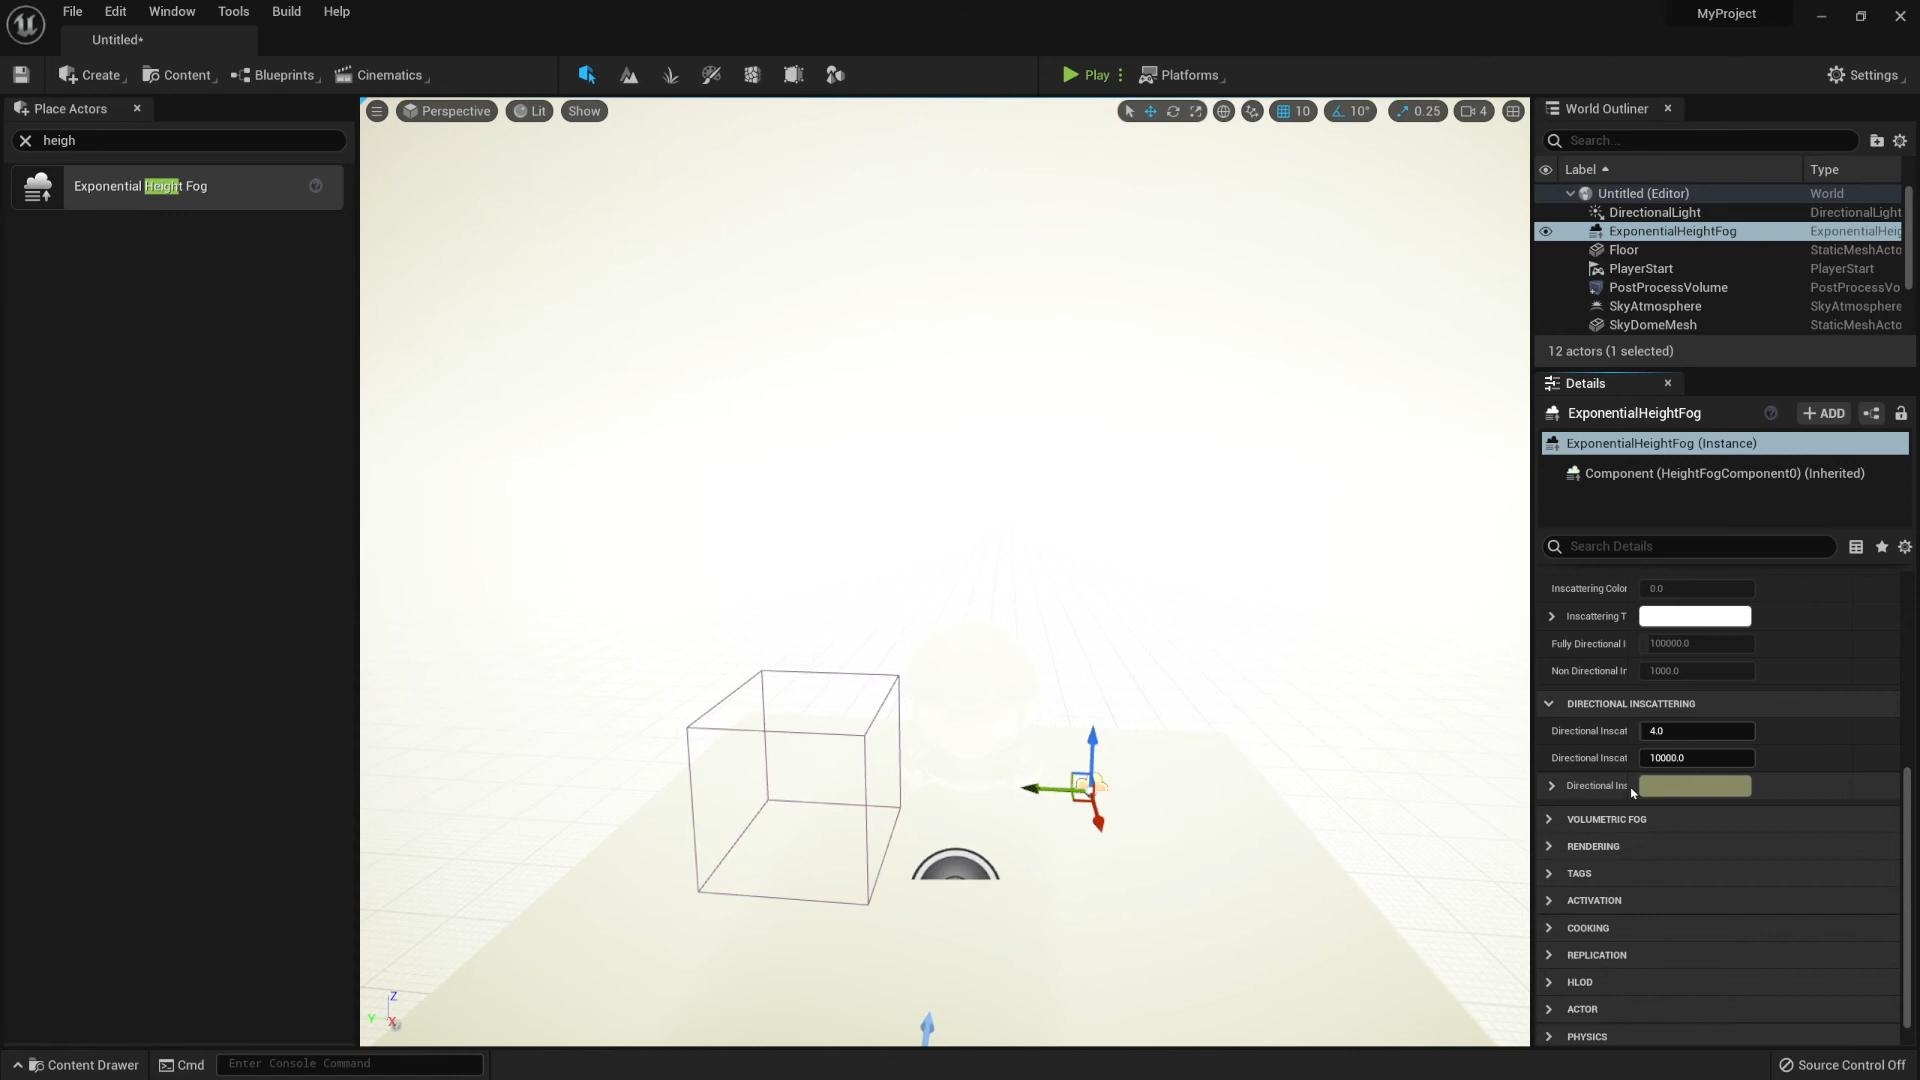 File Edit Window Tools Build Help
MyProject
Untitled*
Create Content Blueprints Cinematics Play Platforms Settings
Place Actors
heigh
Exponential Height Fog
Perspective Lit Show
10 10° 0.25 4
World Outliner
Search...
Label Type
Untitled (Editor) World
DirectionalLight DirectionalLight
ExponentialHeightFog ExponentialHeig
Floor StaticMeshActo
PlayerStart PlayerStart
PostProcessVolume PostProcessVo
SkyAtmosphere SkyAtmosphere
SkyDomeMesh StaticMeshActo
12 actors (1 selected)
Details
ExponentialHeightFog ADD
ExponentialHeightFog (Instance)
Component (HeightFogComponent0) (Inherited)
Search Details
Inscattering Color 0.0
Inscattering T
Fully Directional I 100000.0
Non Directional Ir 1000.0
DIRECTIONAL INSCATTERING
Directional Inscat 4.0
Directional Inscat 10000.0
Directional Ins
VOLUMETRIC FOG
RENDERING
TAGS
ACTIVATION
COOKING
REPLICATION
HLOD
ACTOR
PHYSICS
Z
Y X
Content Drawer Cmd Enter Console Command Source Control Off